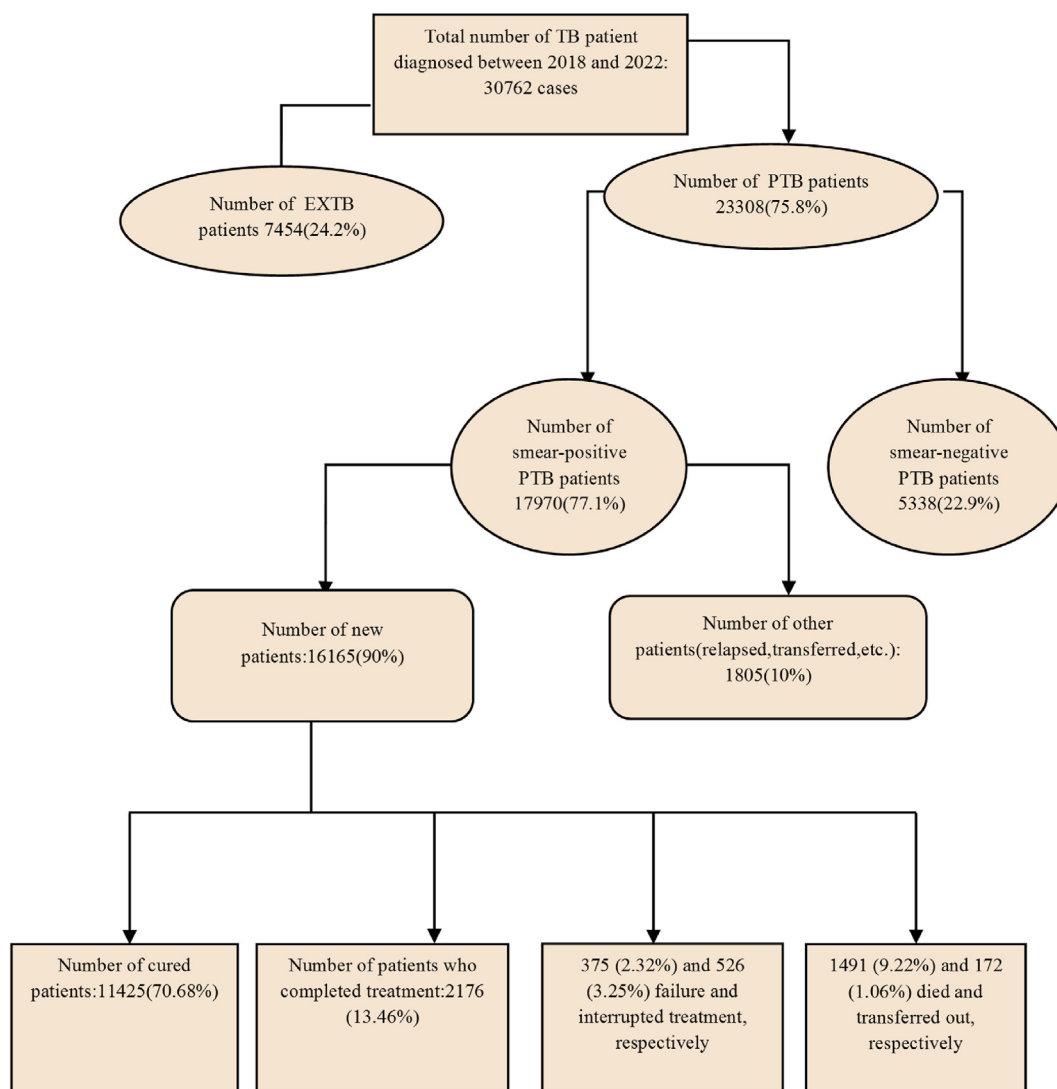 Total number of TB patient
diagnosed between 2018 and 2022:
30762 cases
Number of EXTB
patients 7454(24.2%)
Number of PTB patients
23308(75.8%)
Number of
smear-positive
PTB patients
17970(77.1%)
Number of
smear-negative
PTB patients
5338(22.9%)
Number of new
patients:16165(90%)
Number of other
patients(relapsed,transferred,etc.):
1805(10%)
Number of cured
patients:11425(70.68%)
Number of patients who
completed treatment:2176
(13.46%)
375 (2.32%) and 526
(3.25%) failure and
interrupted treatment,
respectively
1491 (9.22%) and 172
(1.06%) died and
transferred out,
respectively